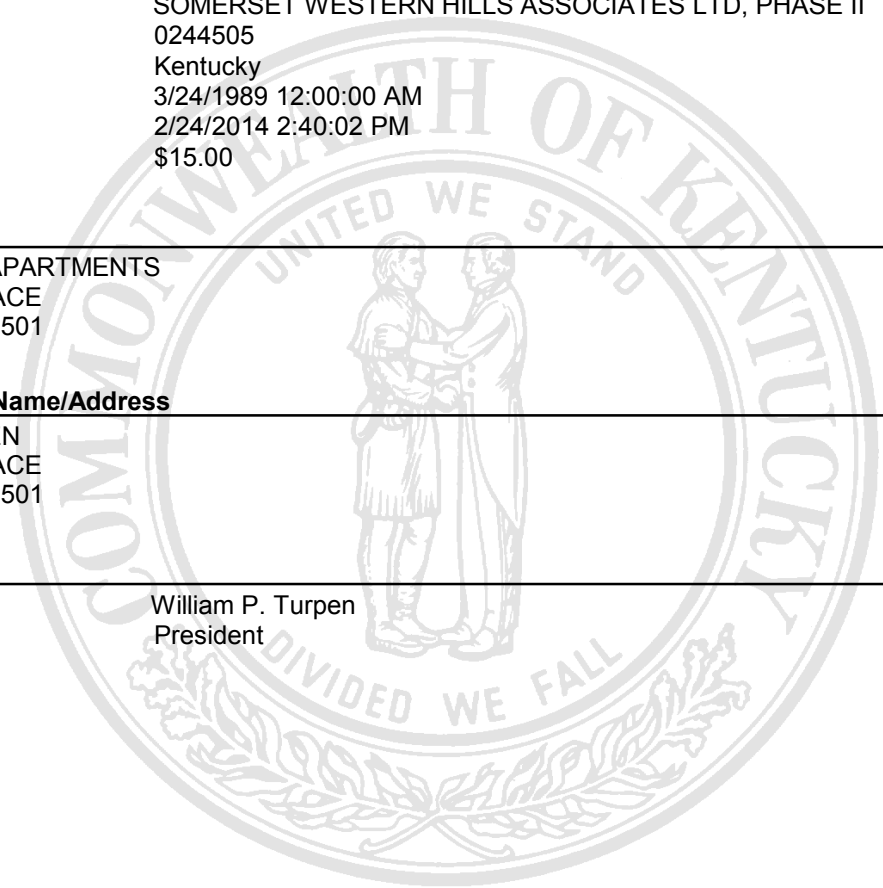 SOMERSET WESTERN HILLS ASSOCIATES LTD, PHASE II
0244505
Kentucky
3/24/1989 12:00:00 AM
2/24/2014 2:40:02 PM
$15.00
COMMONWEALTH OF KENTUCKY
UNITED WE STAND
APARTMENTS
ACE
501
Name/Address
EN
ACE
501
William P. Turpen
President
DIVIDED WE FALL